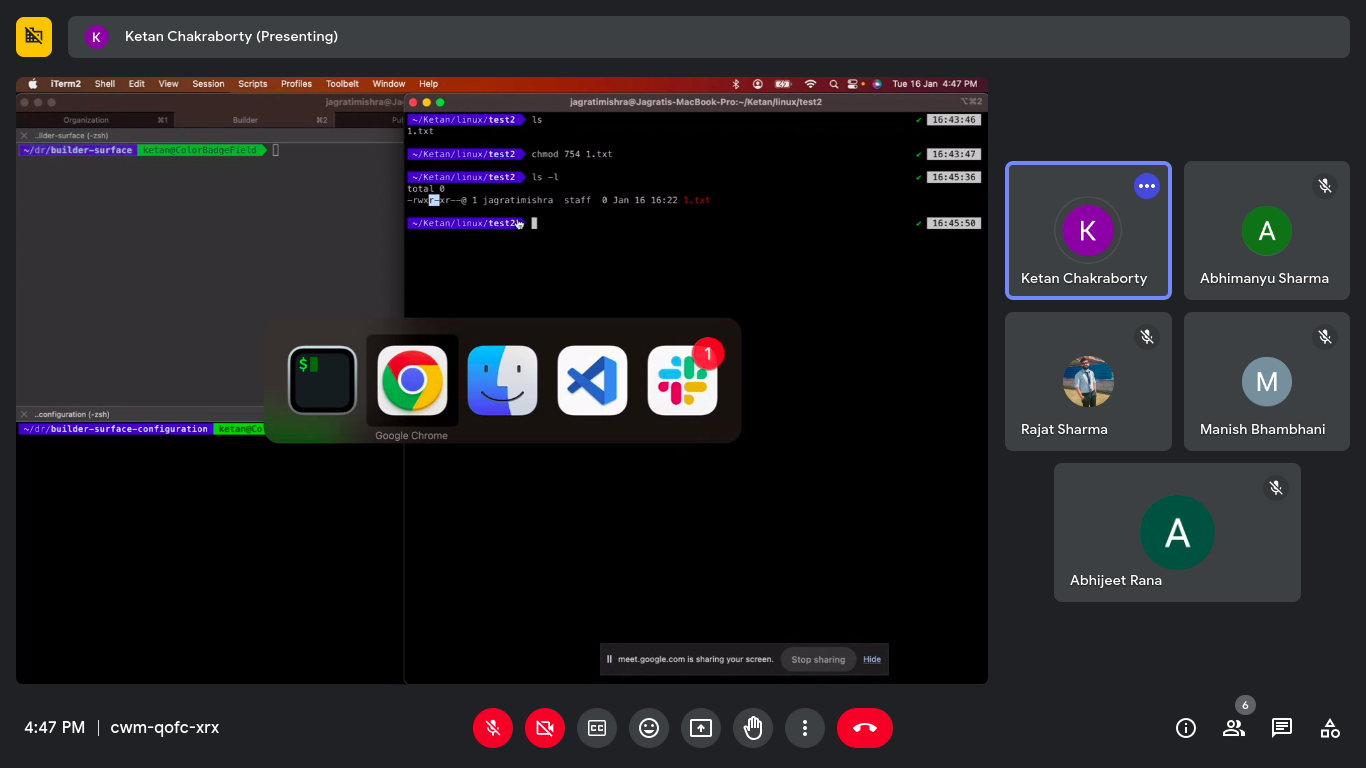 K
Ketan Chakraborty (Presenting)
iTerm2 Shell Edit View Session Scripts Profiles Toolbelt Window Help
Tue 16 Jan 4:47 PM
jagratimishra@Ja
Organization ⌘1 Builder ⌘2 Pu
..ilder-surface (-zsh)
~/dr/builder-surface ketan@ColorBadgeField
..configuration (-zsh)
~/dr/builder-surface-configuration ketan@Co
jagratimishra@Jagratis-MacBook-Pro:~/Ketan/linux/test2 ⌥⌘2
~/Ketan/linux/test2 ls ✔ 16:43:46
1.txt
~/Ketan/linux/test2 chmod 754 1.txt ✔ 16:43:47
~/Ketan/linux/test2 ls -l ✔ 16:45:36
total 0
-rwxr-xr--@ 1 jagratimishra staff 0 Jan 16 16:22 1.txt
~/Ketan/linux/test2 ✔ 16:45:50
$
1
Google Chrome
meet.google.com is sharing your screen. Stop sharing Hide
K
Ketan Chakraborty
A
Abhimanyu Sharma
Rajat Sharma
M
Manish Bhambhani
A
Abhijeet Rana
4:47 PM | cwm-qofc-xrx
CC
6